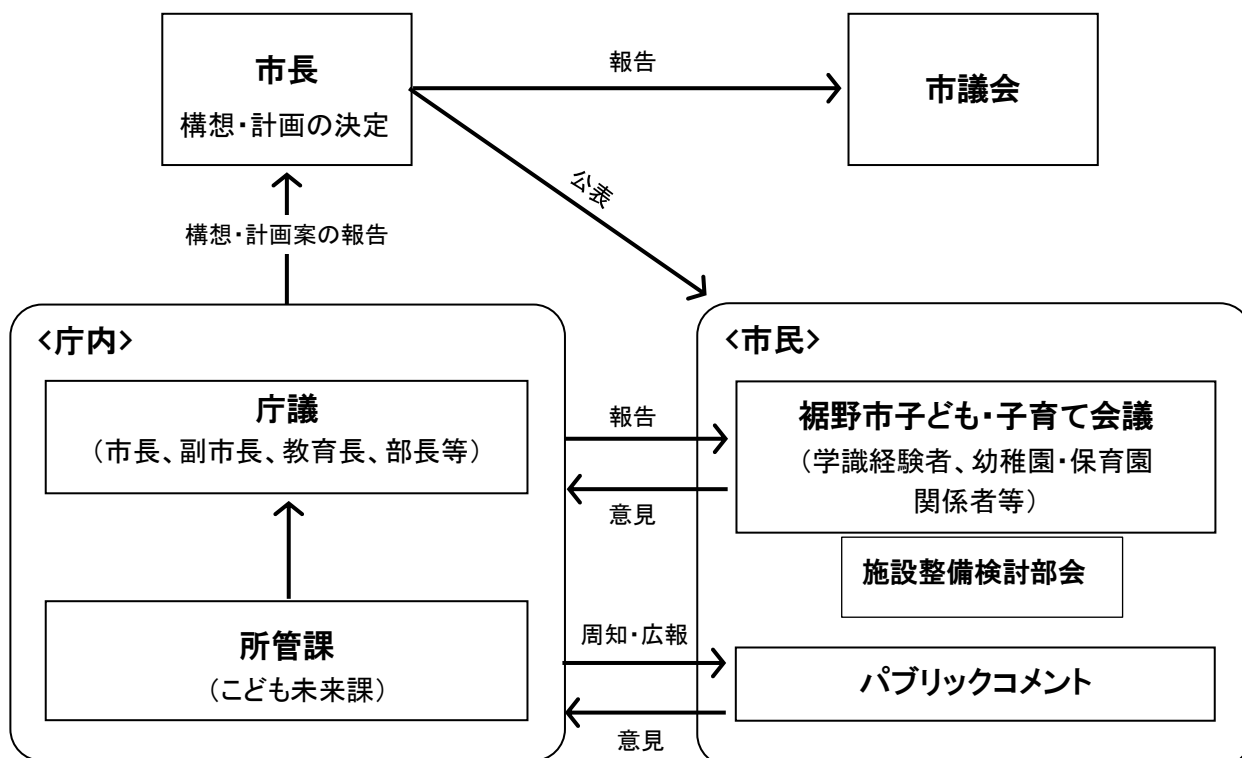 市長
構想・計画の決定
報告
市議会
公表
構想・計画案の報告
<庁内>
庁議
（市長、副市長、教育長、部長等）
所管課
（こども未来課）
報告
意見
周知・広報
意見
<市民>
裾野市子ども・子育て会議
（学識経験者、幼稚園・保育園
関係者等）
施設整備検討部会
パブリックコメント